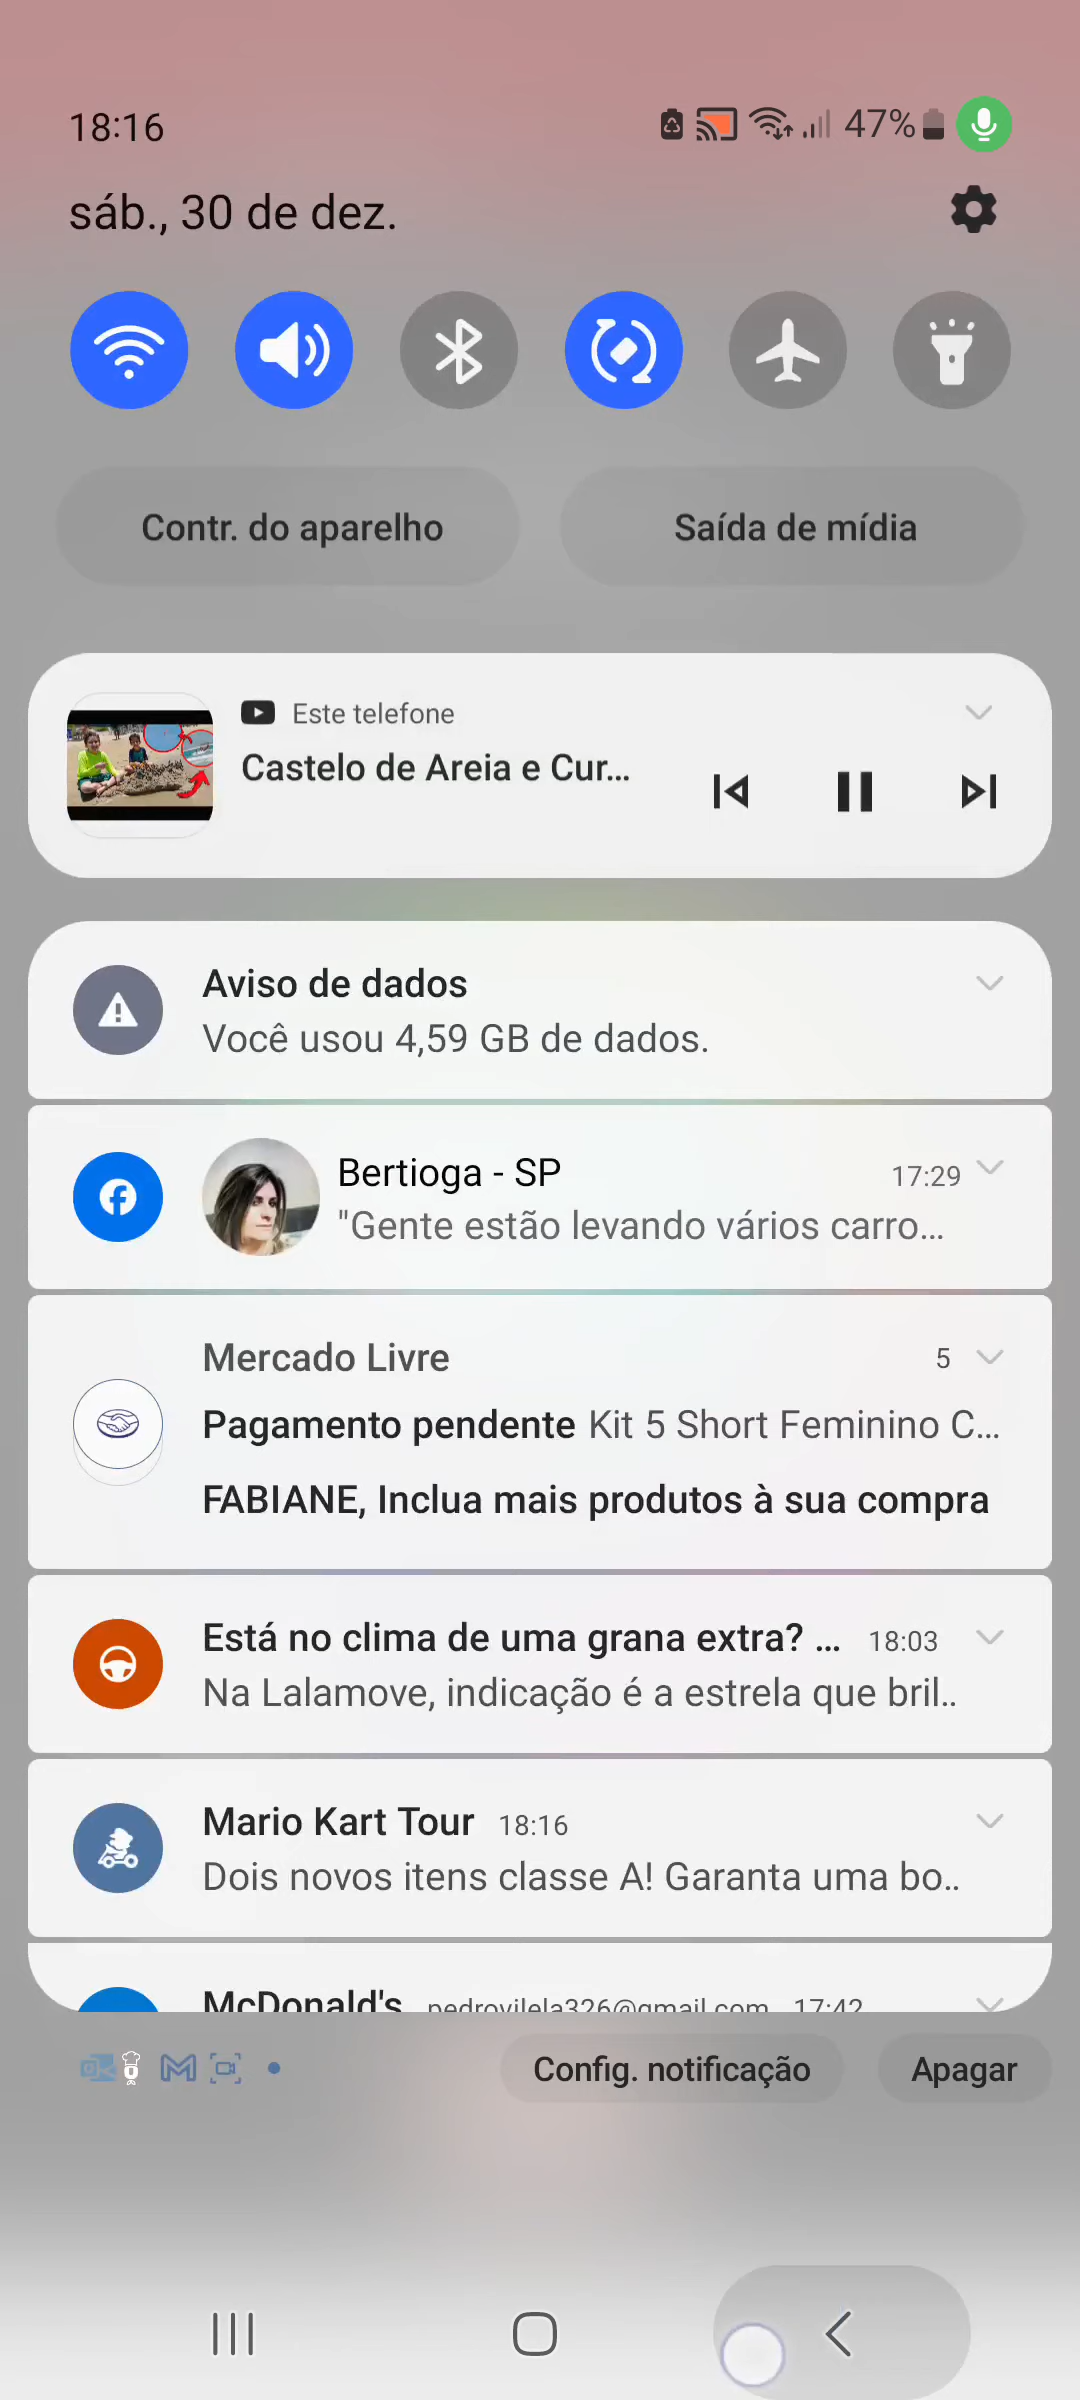 18:16
47%
sáb., 30 de dez.
Contr. do aparelho
Saída de mídia
Este telefone
Castelo de Areia e Cur...
Aviso de dados
Você usou 4,59 GB de dados.
Bertioga - SP
17:29
"Gente estão levando vários carro...
Mercado Livre
5
Pagamento pendente Kit 5 Short Feminino C...
FABIANE, Inclua mais produtos à sua compra
Está no clima de uma grana extra? ...
18:03
Na Lalamove, indicação é a estrela que bril..
Mario Kart Tour 18:16
Dois novos itens classe A! Garanta uma bo..
McDonald's pedrovilela326@gmail.com 17:42
Config. notificação
Apagar